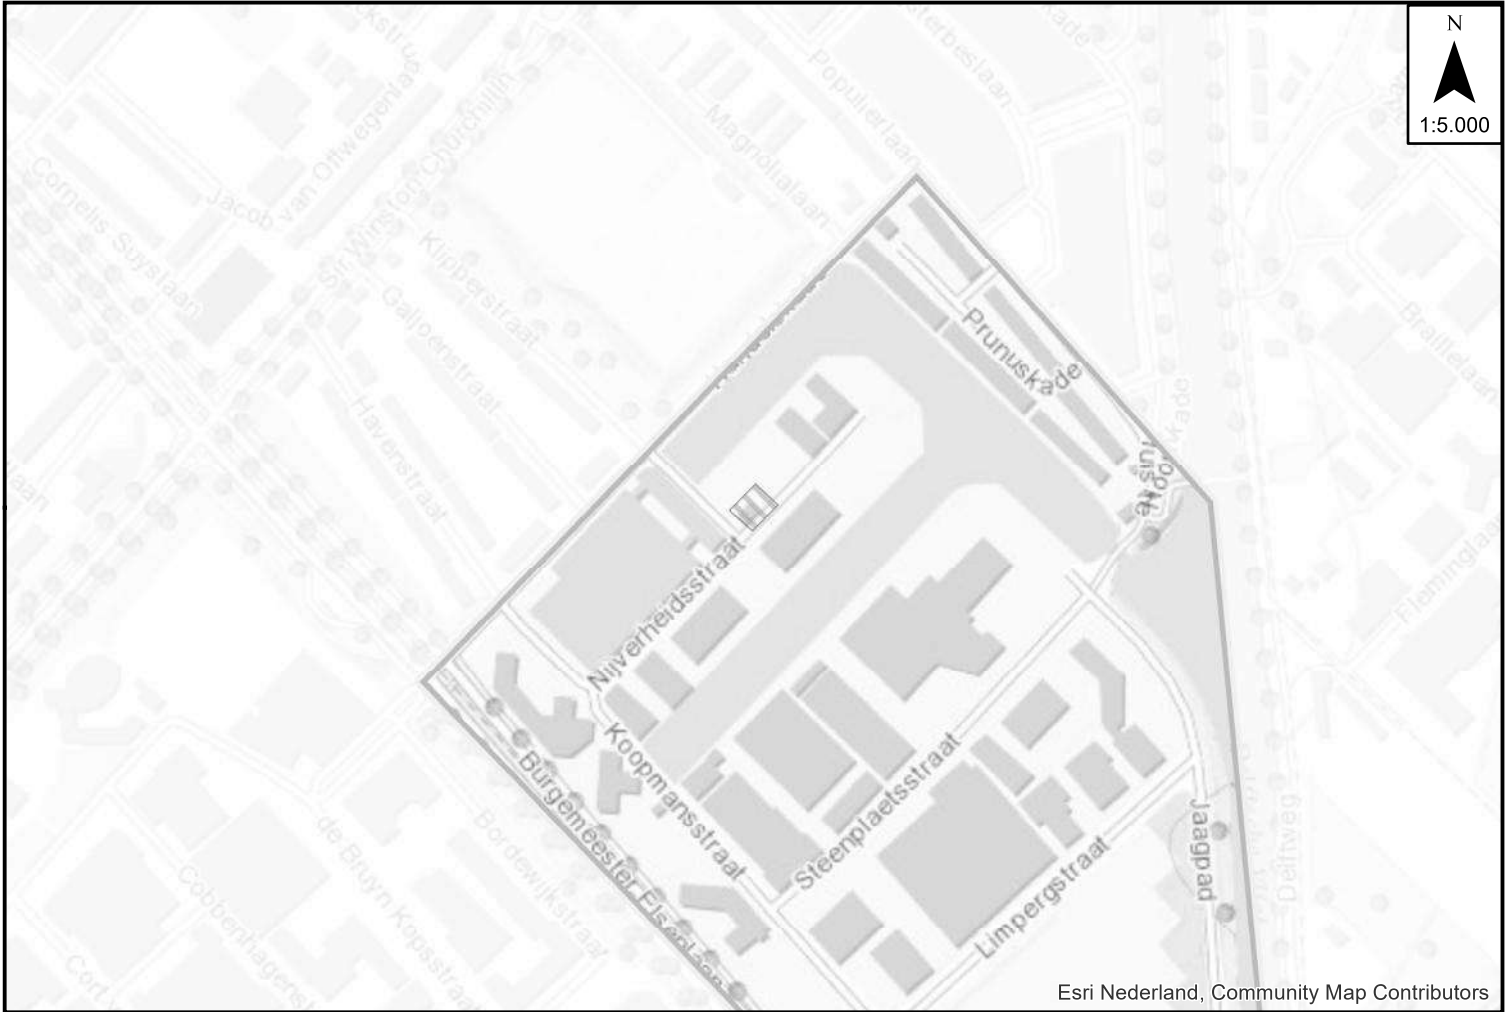 N
1:5.000
Populierlaan
Magnolialaan
Jacob van Ottwegenlaan
Sir Winston Churchilln
Cornelis Suyslaan
Klipperstraat
Galjoenstraat
Havenstraat
Braillelaan
Prunuskade
Nijverheidsstraat
Koopmansstraat
Burgemeester Elsenlaan
Steenplaetsstraat
Limpergstraat
Jaagpad
Delftweg
Bordewijkstraat
de Bruyn Kopsstraat
Cobbenhagenstraat
Esri Nederland, Community Map Contributors